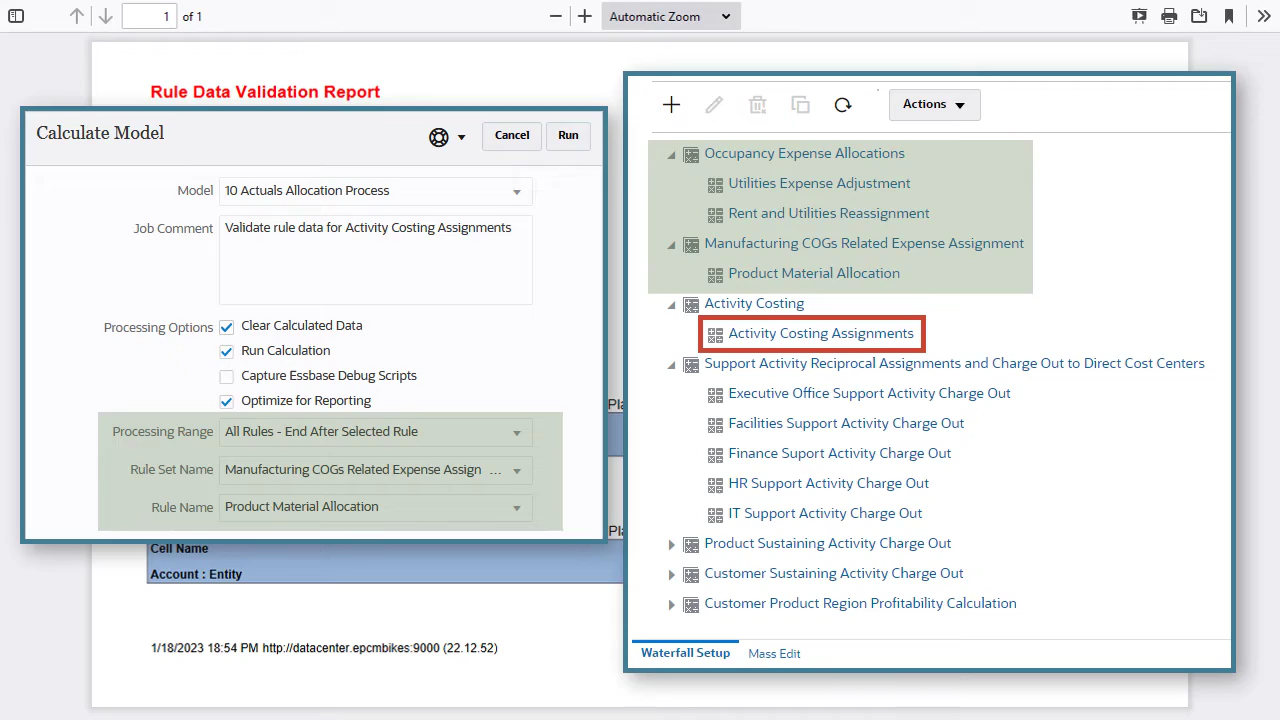 1 of 1
Automatic Zoom
Rule Data Validation Report
Calculate Model
Cancel
Run
Model
10 Actuals Allocation Process
Job Comment
Validate rule data for Activity Costing Assignments
Processing Options
Clear Calculated Data
Run Calculation
Capture Essbase Debug Scripts
Optimize for Reporting
Processing Range
All Rules - End After Selected Rule
Rule Set Name
Manufacturing COGs Related Expense Assign ...
Rule Name
Product Material Allocation
Pla
Pla
Cell Name
Account : Entity
1/18/2023 18:54 PM http://datacenter.epcmbikes:9000 (22.12.52)
Actions
Occupancy Expense Allocations
Utilities Expense Adjustment
Rent and Utilities Reassignment
Manufacturing COGs Related Expense Assignment
Product Material Allocation
Activity Costing
Activity Costing Assignments
Support Activity Reciprocal Assignments and Charge Out to Direct Cost Centers
Executive Office Support Activity Charge Out
Facilities Support Activity Charge Out
Finance Suport Activity Charge Out
HR Support Activity Charge Out
IT Support Activity Charge Out
Product Sustaining Activity Charge Out
Customer Sustaining Activity Charge Out
Customer Product Region Profitability Calculation
Waterfall Setup
Mass Edit